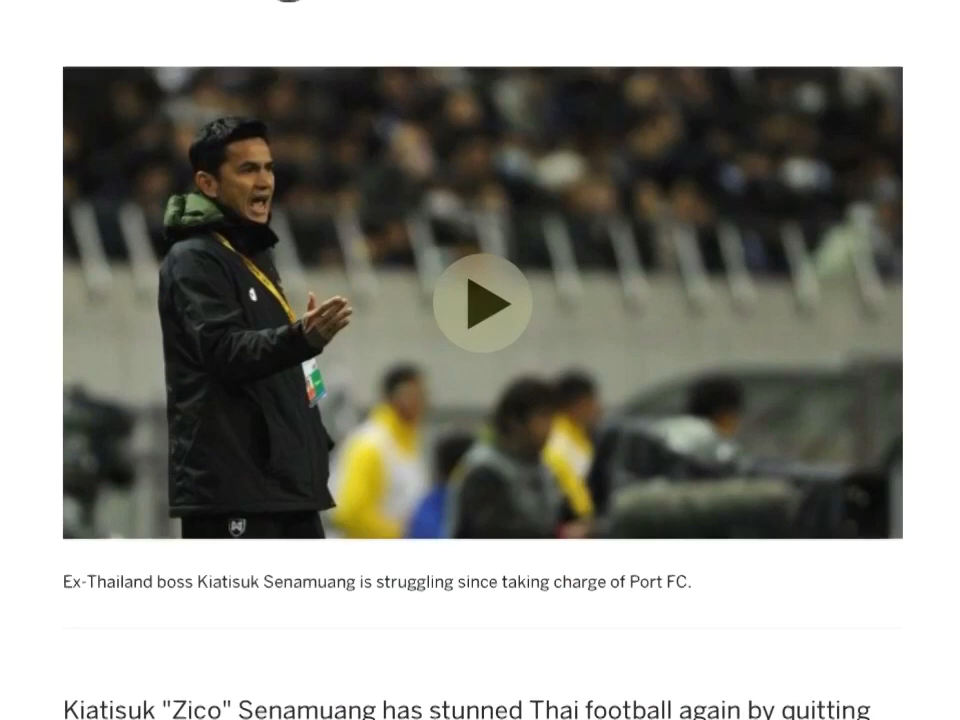 Ex-Thailand boss Kiatisuk Senamuang is struggling since taking charge of Port FC.
Kiatisuk "Zico" Senamuang has stunned Thai football again by quitting